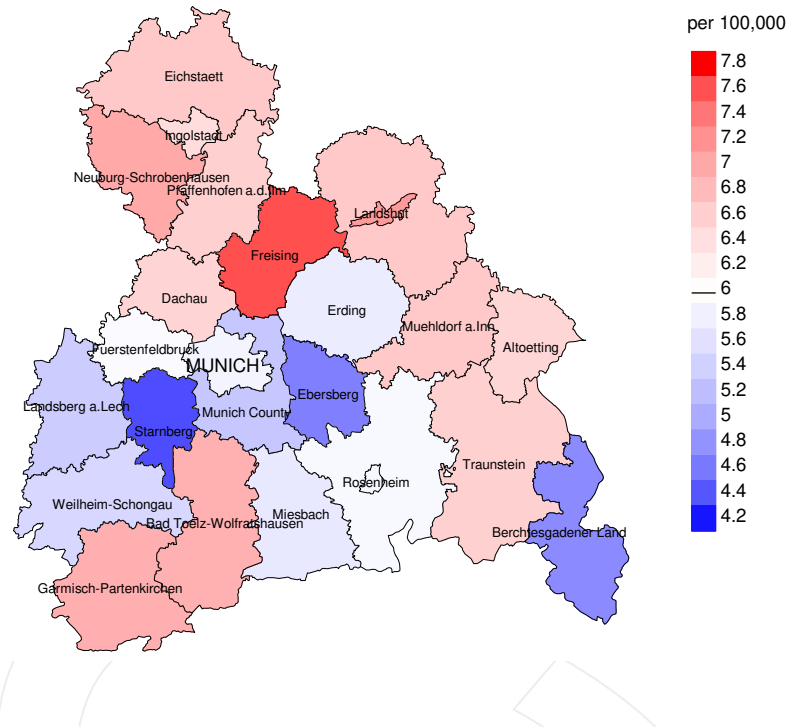 per 100,000
7.8
7.6
7.4
7.2
7
6.8
6.6
6.4
6.2
6
5.8
5.6
5.4
5.2
5
4.8
4.6
4.4
4.2
Eichstaett
Ingolstadt
Neuburg-Schrobenhausen
Pfaffenhofen a.d.Ilm
Landshut
Freising
Dachau
Erding
Muehldorf a.Inn
Altoetting
Fuerstenfeldbruck
MUNICH
Ebersberg
Landsberg a.Lech
Munich County
Starnberg
Traunstein
Rosenheim
Weilheim-Schongau
Miesbach
Bad Toelz-Wolfratshausen
Berchtesgadener Land
Garmisch-Partenkirchen